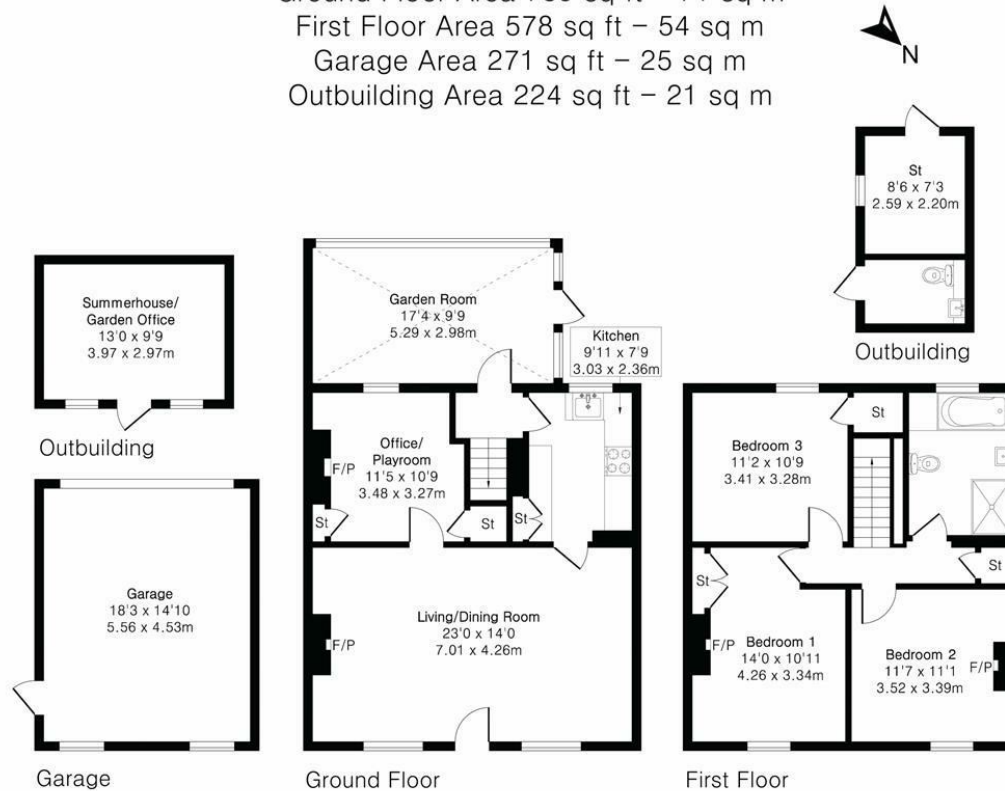 First Floor Area 578 sq ft – 54 sq m
Garage Area 271 sq ft – 25 sq m
Outbuilding Area 224 sq ft – 21 sq m
N
St
8'6 x 7'3
2.59 x 2.20m
Outbuilding
Summerhouse/
Garden Office
13'0 x 9'9
3.97 x 2.97m
Outbuilding
Garage
18'3 x 14'10
5.56 x 4.53m
Garage
Garden Room
17'4 x 9'9
5.29 x 2.98m
Kitchen
9'11 x 7'9
3.03 x 2.36m
Office/
Playroom
11'5 x 10'9
3.48 x 3.27m
F/P
St
St
St
Living/Dining Room
23'0 x 14'0
7.01 x 4.26m
F/P
Ground Floor
Bedroom 3
11'2 x 10'9
3.41 x 3.28m
St
St
St
Bedroom 1
14'0 x 10'11
4.26 x 3.34m
F/P
Bedroom 2
11'7 x 11'1
3.52 x 3.39m
F/P
First Floor